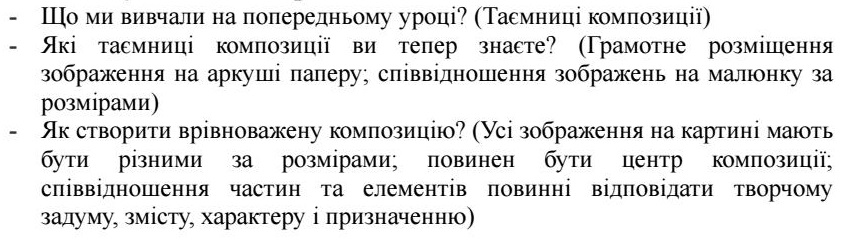 - Що ми вивчали на попередньому уроці? (Таємниці композиції)
- Які таємниці композиції ви тепер знаєте? (Грамотне розміщення
зображення на аркуші паперу; співвідношення зображень на малюнку за
розмірами)
- Як створити врівноважену композицію? (Усі зображення на картині мають
бути різними за розмірами; повинен бути центр композиції;
співвідношення частин та елементів повинні відповідати творчому
задуму, змісту, характеру і призначенню)